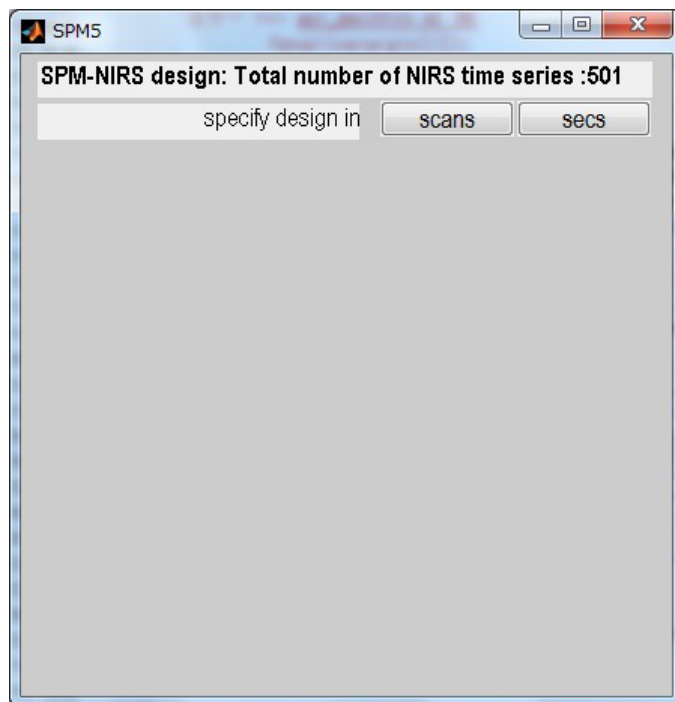 SPM5
SPM-NIRS design: Total number of NIRS time series :501
specify design in scans secs